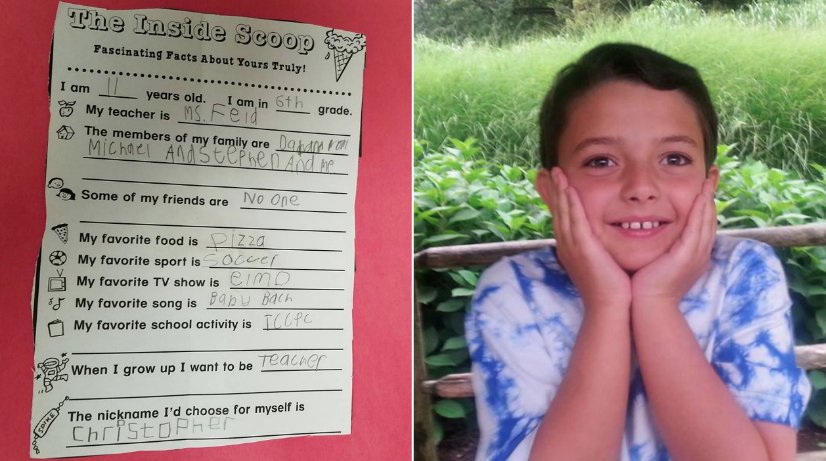 The Inside Scoop
Fascinating Facts About Yours Truly!
I am 11 years old. I am in 6th grade.
My teacher is Ms. Feld
The members of my family are
Michael And Stephen And me
Some of my friends are No one
My favorite food is pizza
My favorite sport is Soccer
My favorite TV show is elmo
My favorite song is Baby Bach
My favorite school activity is
When I grow up I want to be Teacher
The nickname I'd choose for myself is
Christopher